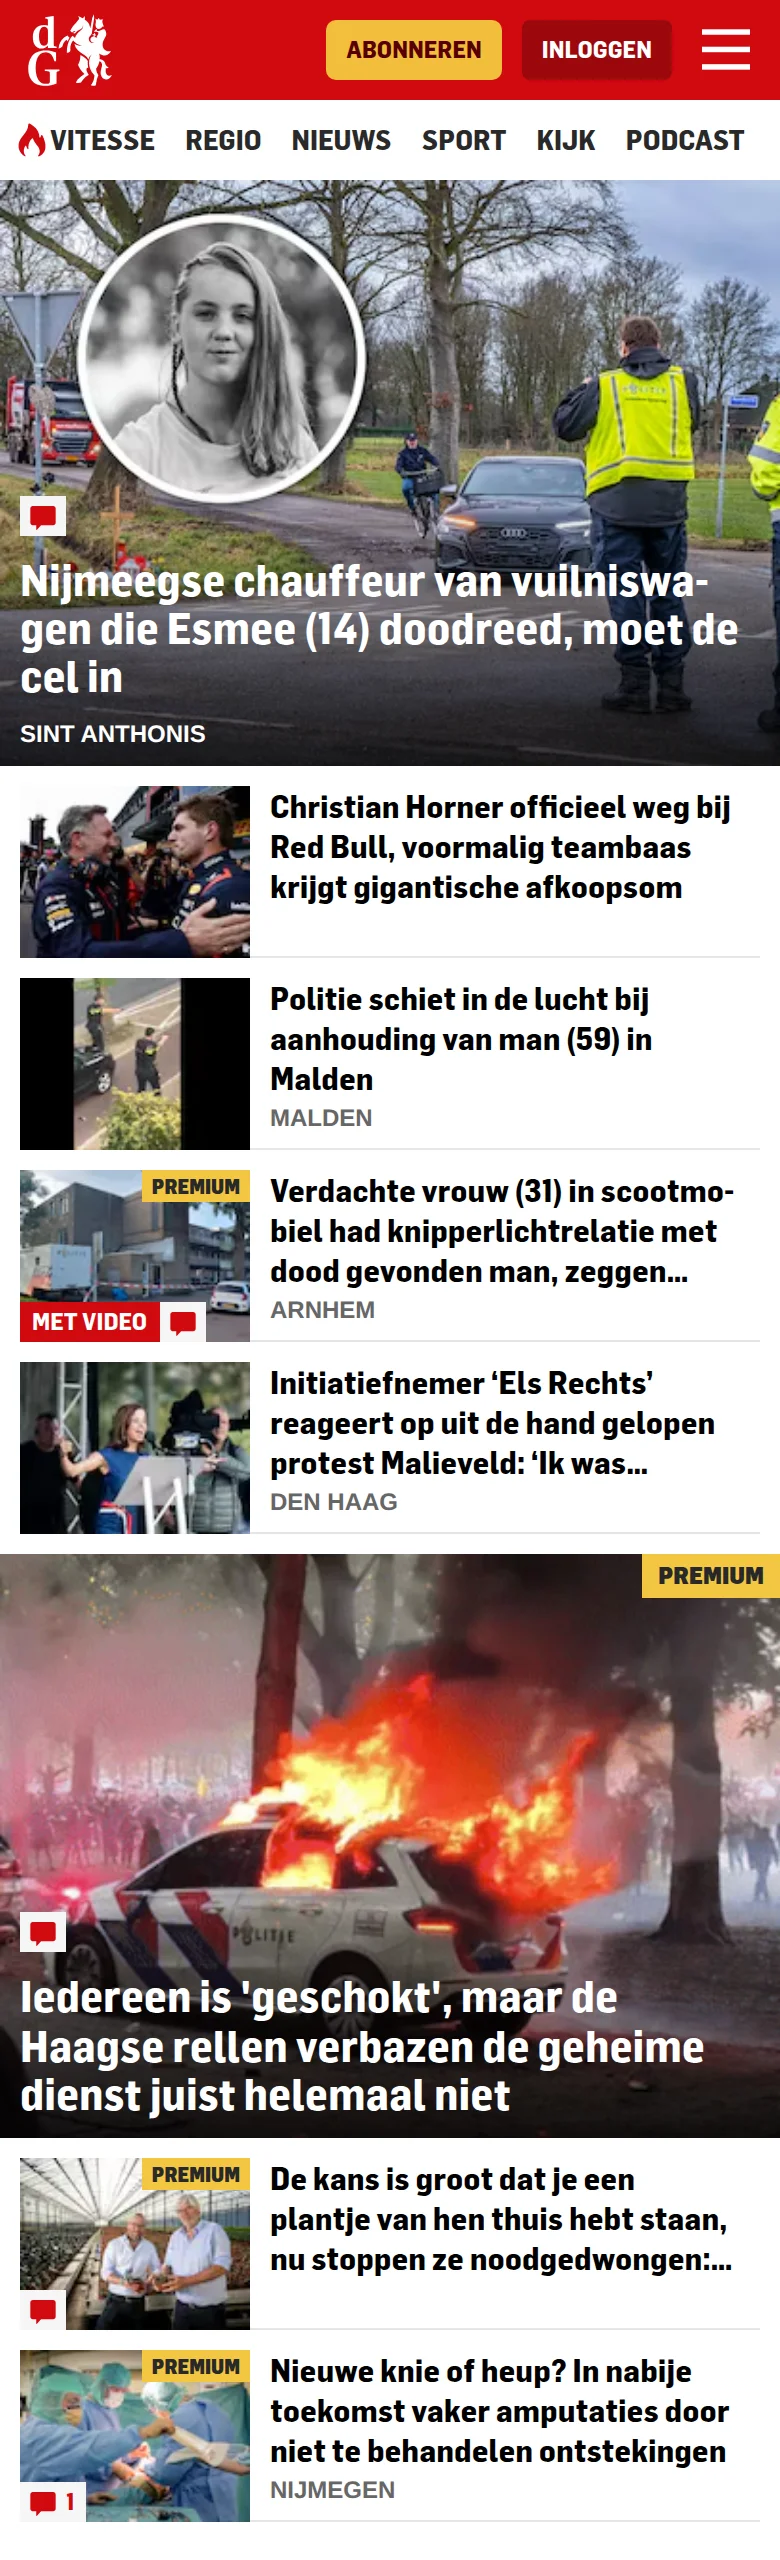 dG
ABONNEREN
INLOGGEN
VITESSE REGIO NIEUWS SPORT KIJK PODCAST
Nijmeegse chauffeur van vuilniswa-
gen die Esmee (14) doodreed, moet de
cel in
SINT ANTHONIS
Christian Horner officieel weg bij
Red Bull, voormalig teambaas
krijgt gigantische afkoopsom
Politie schiet in de lucht bij
aanhouding van man (59) in
Malden
MALDEN
PREMIUM
MET VIDEO
Verdachte vrouw (31) in scootmo-
biel had knipperlichtrelatie met
dood gevonden man, zeggen...
ARNHEM
Initiatiefnemer ‘Els Rechts’
reageert op uit de hand gelopen
protest Malieveld: ‘Ik was...
DEN HAAG
PREMIUM
POLITIE
Iedereen is 'geschokt', maar de
Haagse rellen verbazen de geheime
dienst juist helemaal niet
PREMIUM
De kans is groot dat je een
plantje van hen thuis hebt staan,
nu stoppen ze noodgedwongen:...
PREMIUM
1
Nieuwe knie of heup? In nabije
toekomst vaker amputaties door
niet te behandelen ontstekingen
NIJMEGEN